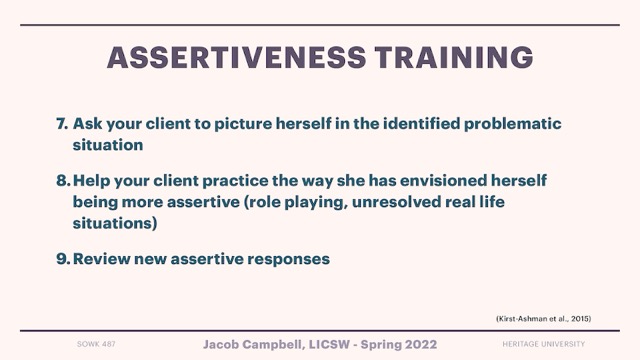 ASSERTIVENESS TRAINING
7. Ask your client to picture herself in the identified problematic
situation
8. Help your client practice the way she has envisioned herself
being more assertive (role playing, unresolved real life
situations)
9. Review new assertive responses
(Kirst-Ashman et al., 2015)
SOWK 487 Jacob Campbell, LICSW - Spring 2022 HERITAGE UNIVERSITY